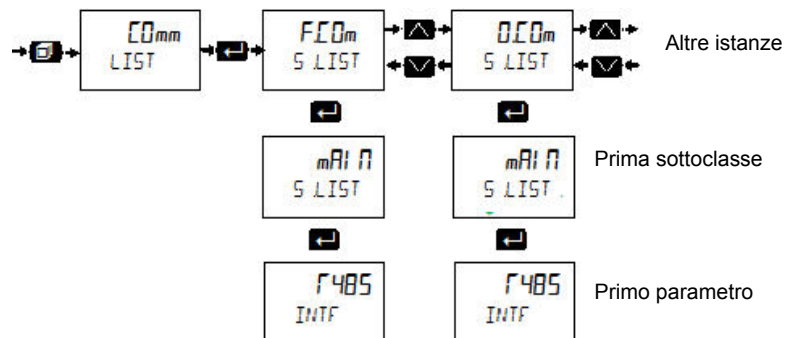 COmm
LIST
F.COm
S.LIST
O.COm
S.LIST
Altre istanze
mAIN
S.LIST
mAIN
S.LIST
Prima sottoclasse
r485
INTF
r485
INTF
Primo parametro